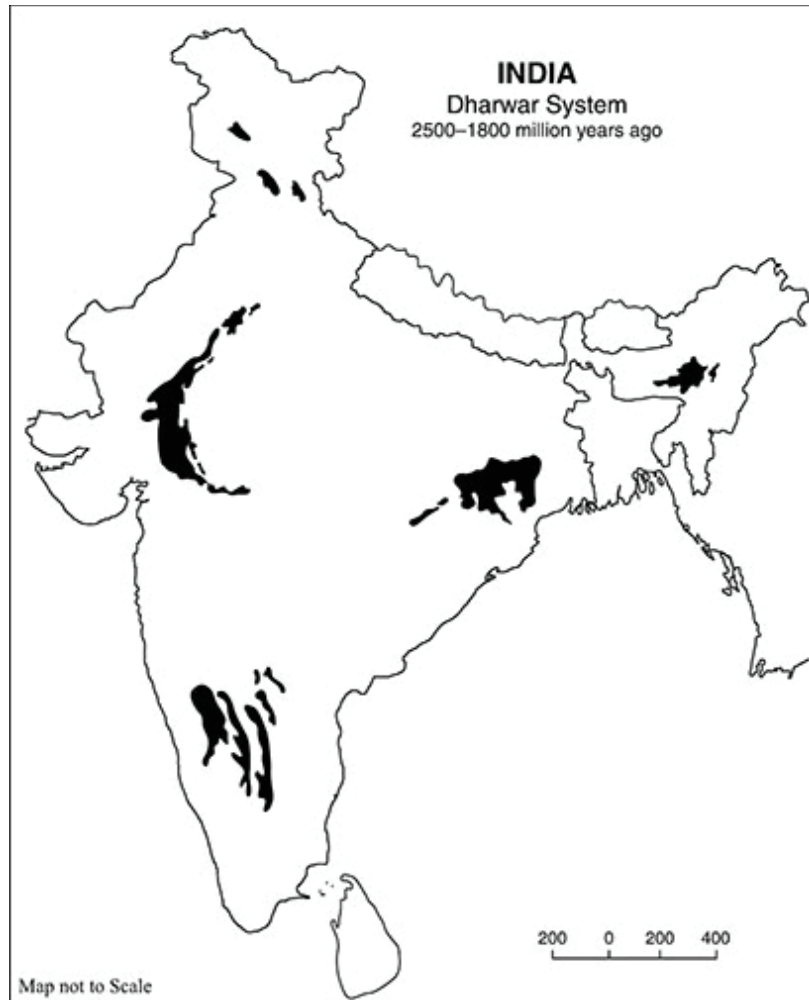 INDIA
Dharwar System
2500–1800 million years ago
200 0 200 400
Map not to Scale